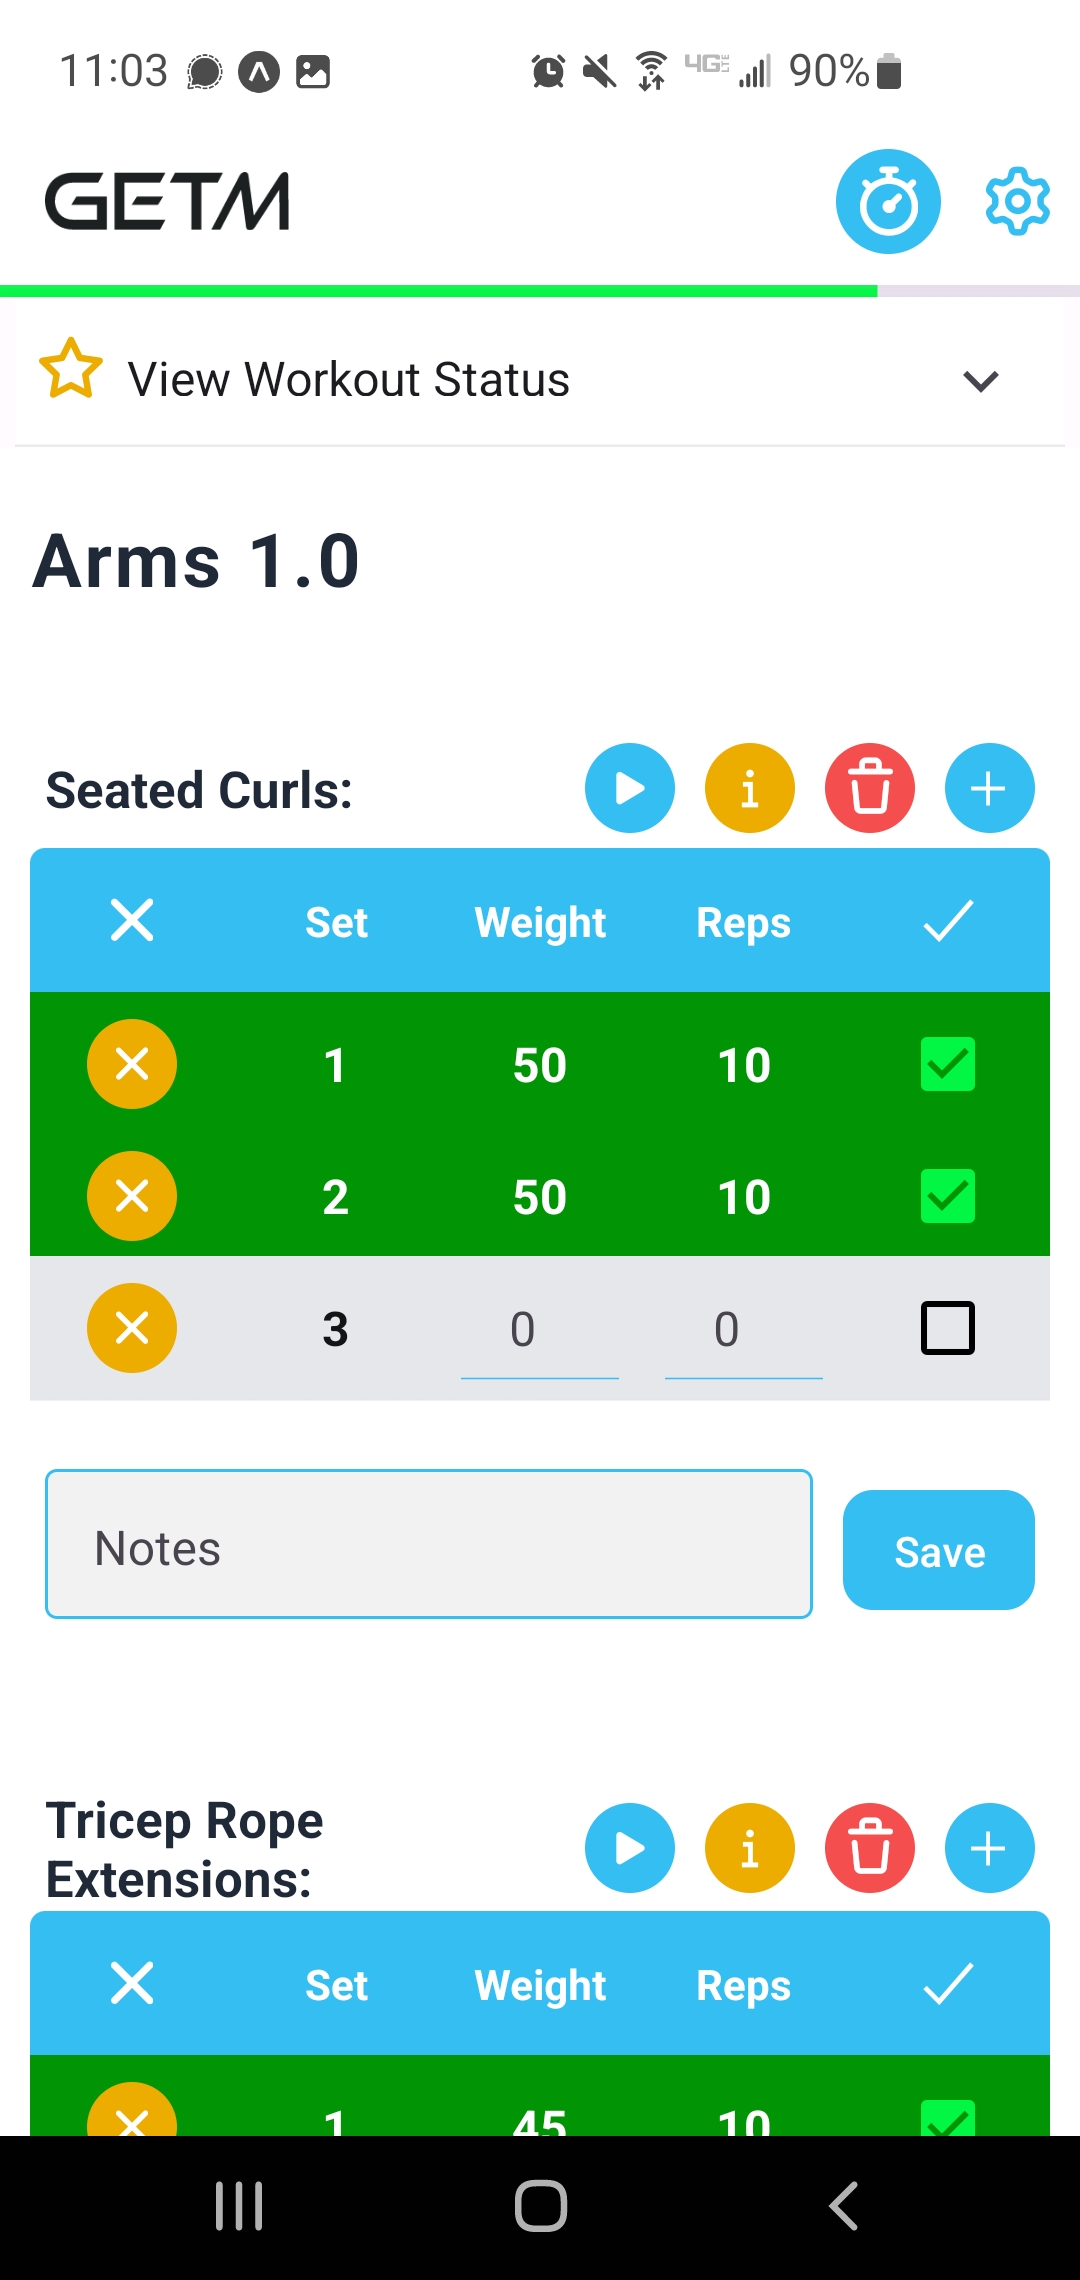 11:03 4G LTE 90%
GETM
View Workout Status
Arms 1.0
Seated Curls:
Set Weight Reps
1 50 10
2 50 10
3 0 0
Notes
Save
Tricep Rope
Extensions:
Set Weight Reps
1 45 10